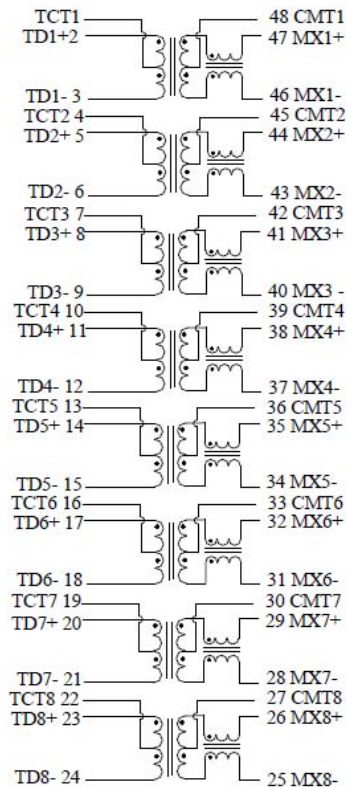 TCT1 48 CMT1
TD1+2 47 MX1+
TD1- 3 46 MX1-
TCT2 4 45 CMT2
TD2+ 5 44 MX2+
TD2- 6 43 MX2-
TCT3 7 42 CMT3
TD3+ 8 41 MX3+
TD3- 9 40 MX3 -
TCT4 10 39 CMT4
TD4+ 11 38 MX4+
TD4- 12 37 MX4-
TCT5 13 36 CMT5
TD5+ 14 35 MX5+
TD5- 15 34 MX5-
TCT6 16 33 CMT6
TD6+ 17 32 MX6+
TD6- 18 31 MX6-
TCT7 19 30 CMT7
TD7+ 20 29 MX7+
TD7- 21 28 MX7-
TCT8 22 27 CMT8
TD8+ 23 26 MX8+
TD8- 24 25 MX8-